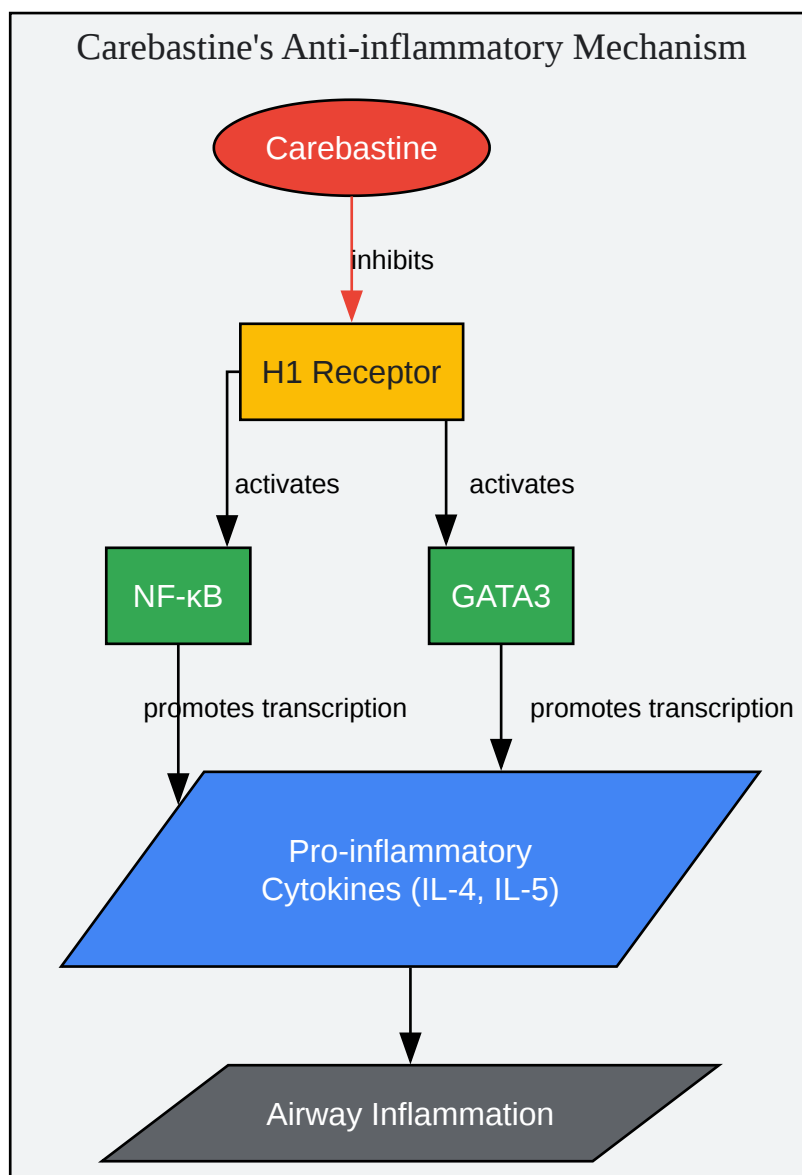 Carebastine's Anti-inflammatory Mechanism
Carebastine
inhibits
H1 Receptor
activates
activates
NF-κB
GATA3
promotes transcription
promotes transcription
Pro-inflammatory
Cytokines (IL-4, IL-5)
Airway Inflammation